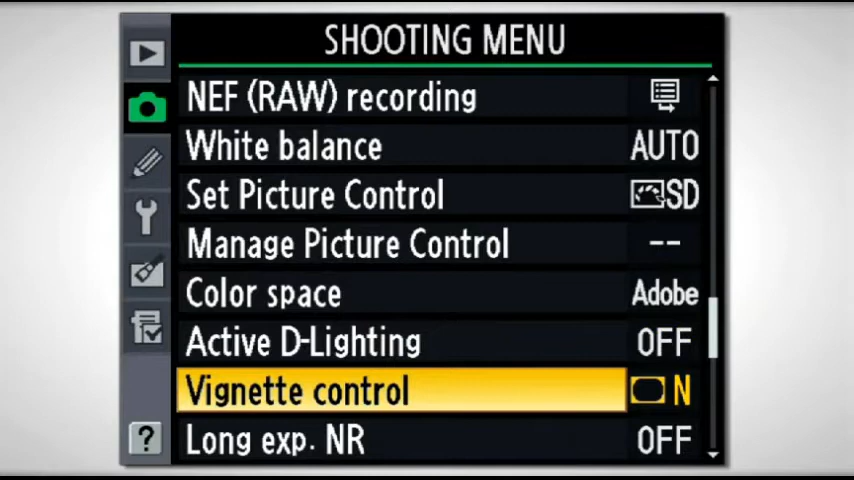 SHOOTING MENU
NEF (RAW) recording
White balance AUTO
Set Picture Control SD
Manage Picture Control --
Color space Adobe
Active D-Lighting OFF
Vignette control N
Long exp. NR OFF
?